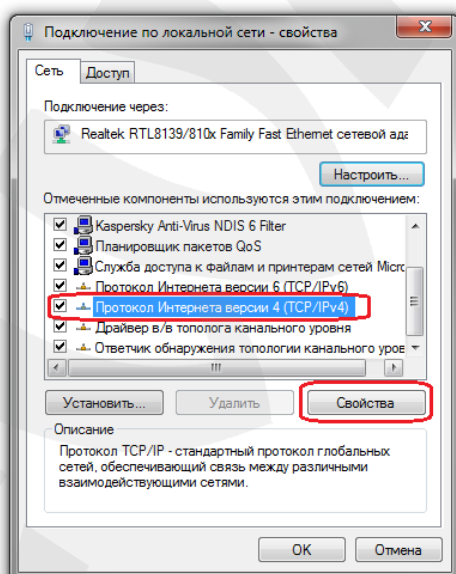 Подключение по локальной сети - свойства
Сеть
Доступ
Подключение через:
Realtek RTL8139/810x Family Fast Ethernet сетевой ада
Настроить...
Отмеченные компоненты используются этим подключением:
Kaspersky Anti-Virus NDIS 6 Filter
Планировщик пакетов QoS
Служба доступа к файлам и принтерам сетей Micro
Протокол Интернета версии 6 (TCP/IPv6)
Протокол Интернета версии 4 (TCP/IPv4)
Драйвер в/в тополога канального уровня
Ответчик обнаружения топологии канального уров
Установить...
Удалить
Свойства
Описание
Протокол TCP/IP - стандартный протокол глобальных
сетей, обеспечивающий связь между различными
взаимодействующими сетями.
OK
Отмена